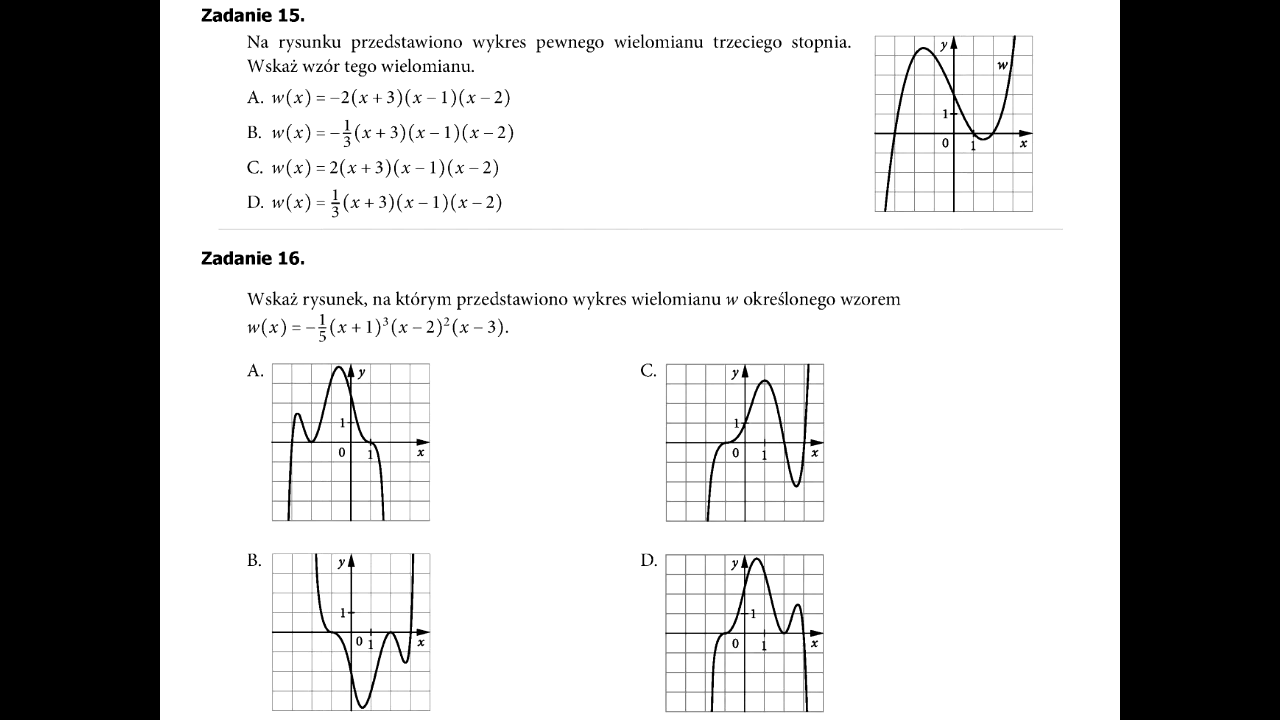 Zadanie 15.
Na rysunku przedstawiono wykres pewnego wielomianu trzeciego stopnia.
Wskaż wzór tego wielomianu.
A. w(x) = −2(x + 3)(x − 1)(x − 2)
B. w(x) = −1/3(x + 3)(x − 1)(x − 2)
C. w(x) = 2(x + 3)(x − 1)(x − 2)
D. w(x) = 1/3(x + 3)(x − 1)(x − 2)
y
w
1
0 1 x
Zadanie 16.
Wskaż rysunek, na którym przedstawiono wykres wielomianu w określonego wzorem
w(x) = −1/5(x + 1)³(x − 2)²(x − 3).
A.
y
1
0 1 x
C.
y
1
0 1 x
B.
y
1
0 1 x
D.
y
1
0 1 x